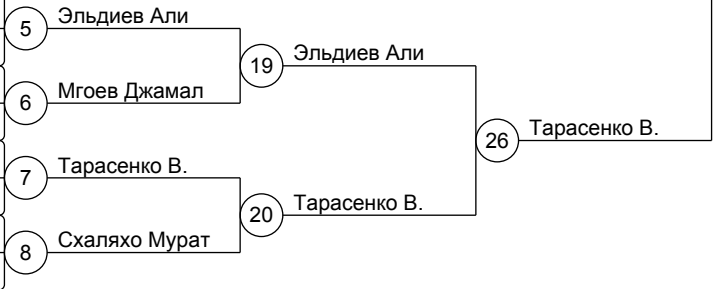 5 Эльдиев Али
19 Эльдиев Али
6 Мгоев Джамал
26 Тарасенко В.
7 Тарасенко В.
20 Тарасенко В.
8 Схаляхо Мурат